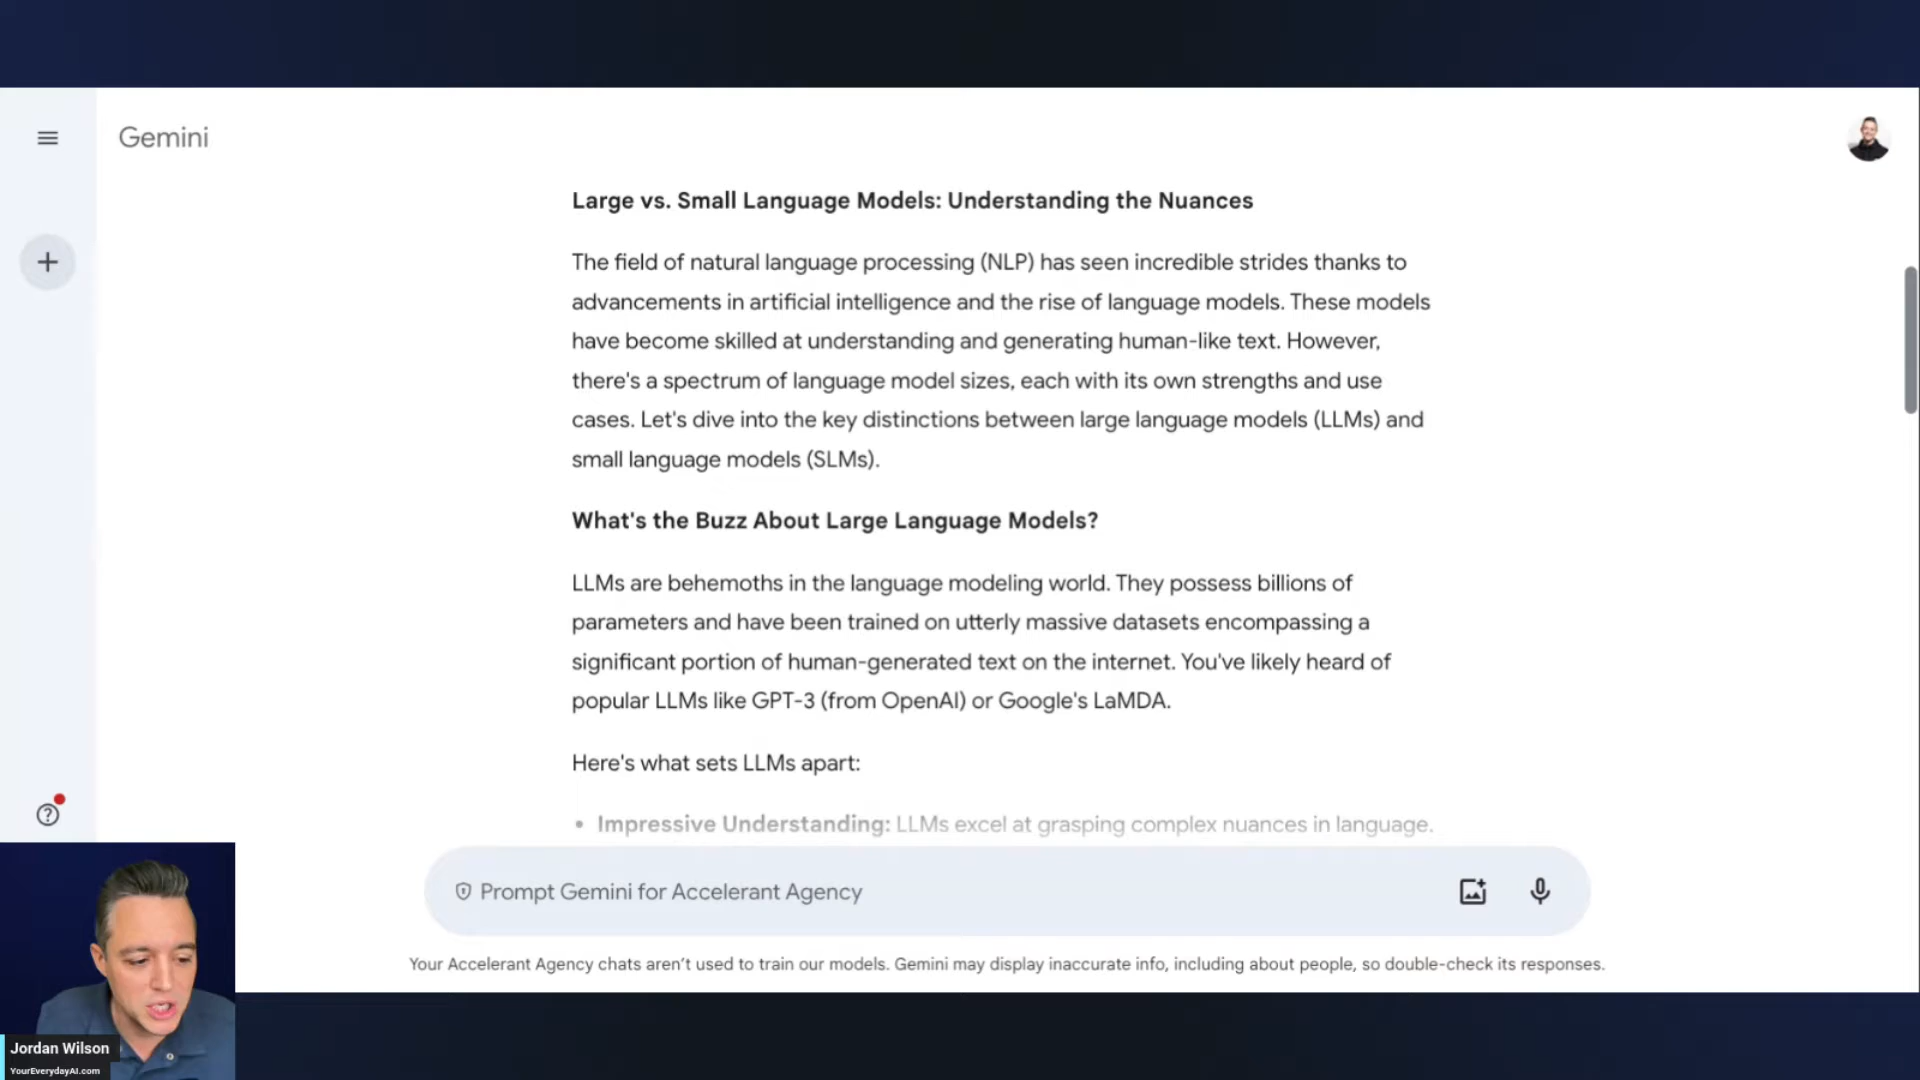 Gemini
Large vs. Small Language Models: Understanding the Nuances
The field of natural language processing (NLP) has seen incredible strides thanks to
advancements in artificial intelligence and the rise of language models. These models
have become skilled at understanding and generating human-like text. However,
there's a spectrum of language model sizes, each with its own strengths and use
cases. Let's dive into the key distinctions between large language models (LLMs) and
small language models (SLMs).
What's the Buzz About Large Language Models?
LLMs are behemoths in the language modeling world. They possess billions of
parameters and have been trained on utterly massive datasets encompassing a
significant portion of human-generated text on the internet. You've likely heard of
popular LLMs like GPT-3 (from OpenAI) or Google's LaMDA.
Here's what sets LLMs apart:
• Impressive Understanding: LLMs excel at grasping complex nuances in language.
Prompt Gemini for Accelerant Agency
Your Accelerant Agency chats aren't used to train our models. Gemini may display inaccurate info, including about people, so double-check its responses.
Jordan Wilson
YourEverydayAI.com